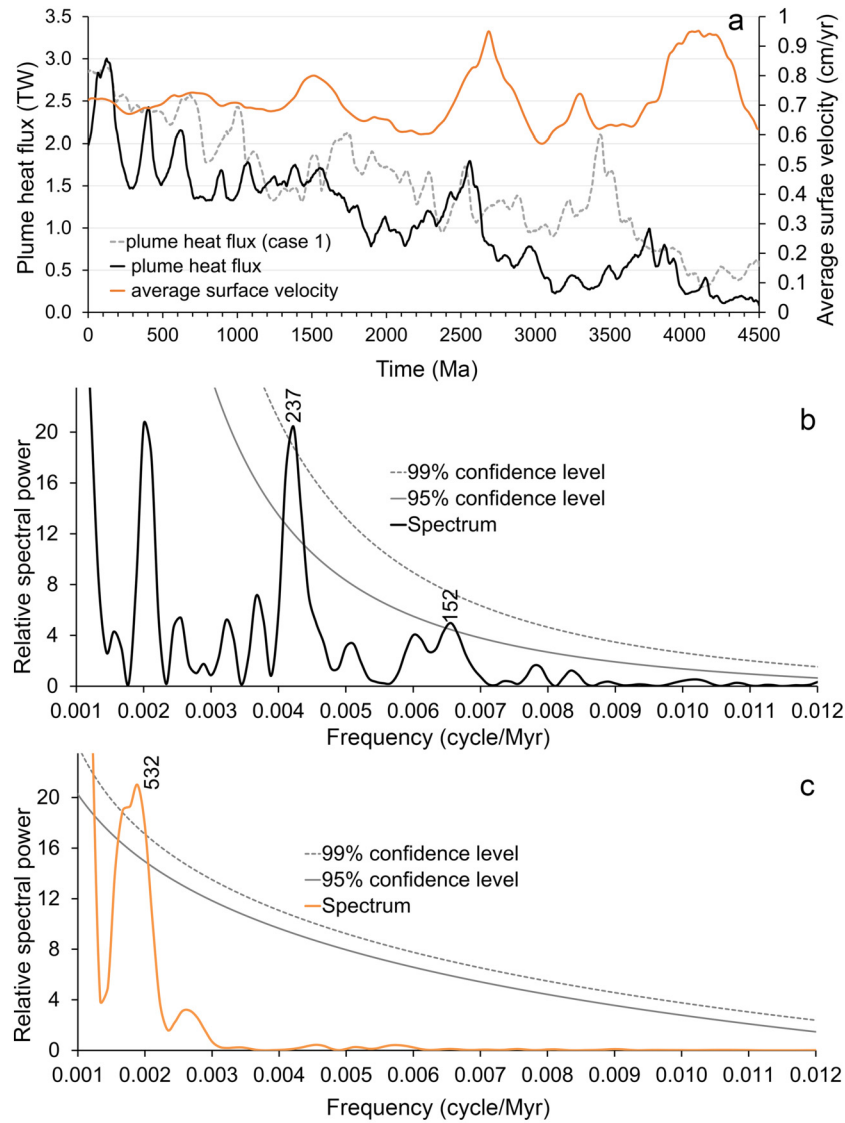 a
3.5
3.0
2.5
2.0
1.5
1.0
0.5
0.0
Plume heat flux (TW)
1
0.9
0.8
0.7
0.6
0.5
0.4
0.3
0.2
0.1
0
Average surfae velocity (cm/yr)
plume heat flux (case 1)
plume heat flux
average surface velocity
0 500 1000 1500 2000 2500 3000 3500 4000 4500
Time (Ma)
b
20
16
12
8
4
0
Relative spectral power
237
152
99% confidence level
95% confidence level
Spectrum
0.001 0.002 0.003 0.004 0.005 0.006 0.007 0.008 0.009 0.010 0.011 0.012
Frequency (cycle/Myr)
c
20
16
12
8
4
0
Relative spectral power
532
99% confidence level
95% confidence level
Spectrum
0.001 0.002 0.003 0.004 0.005 0.006 0.007 0.008 0.009 0.010 0.011 0.012
Frequency (cycle/Myr)